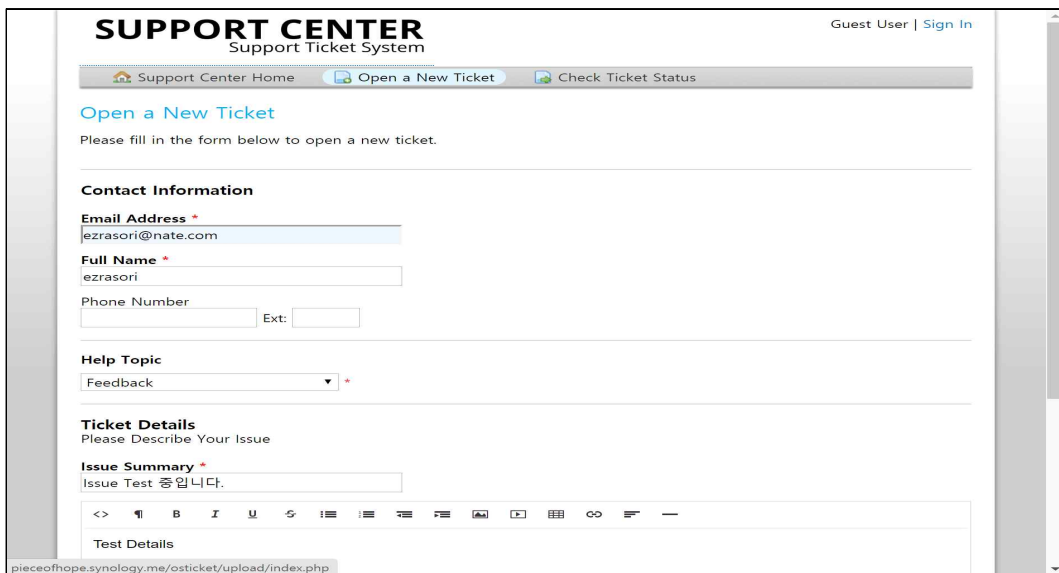 SUPPORT CENTER
Support Ticket System
Guest User | Sign In
Support Center Home Open a New Ticket Check Ticket Status
Open a New Ticket
Please fill in the form below to open a new ticket.
Contact Information
Email Address *
ezrasori@nate.com
Full Name *
ezrasori
Phone Number
Ext:
Help Topic
Feedback *
Ticket Details
Please Describe Your Issue
Issue Summary *
Issue Test 중입니다.
<> ¶ B I U S
Test Details
pieceofhope.synology.me/osticket/upload/index.php